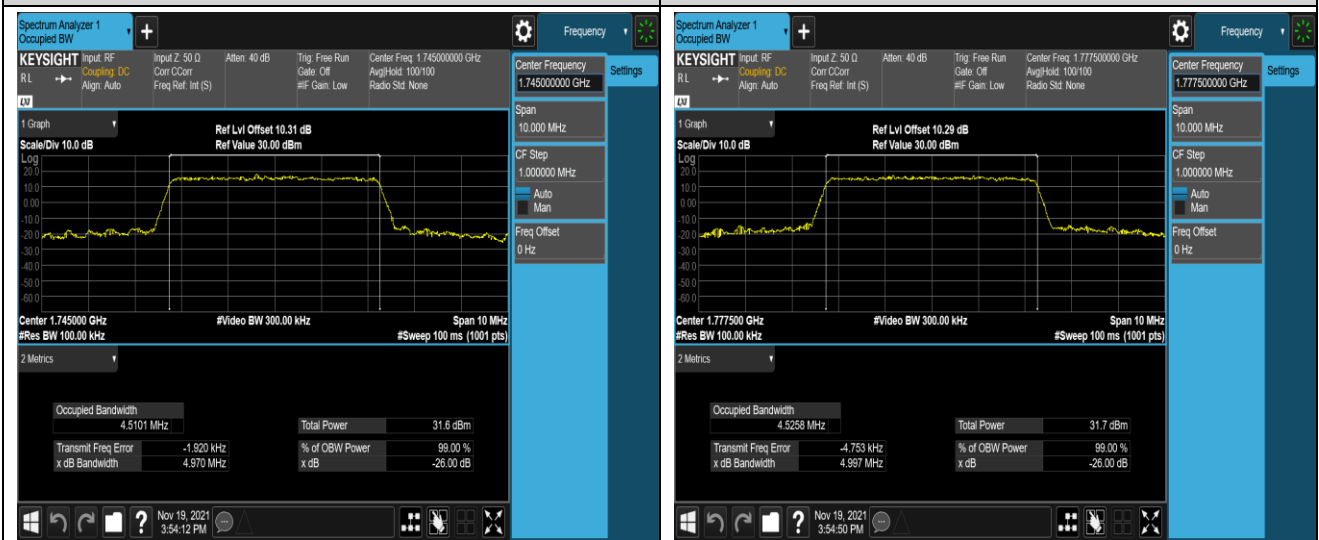 Spectrum Analyzer 1
Occupied BW
+
Frequency
KEYSIGHT
R L
LXI
Input: RF
Coupling: DC
Align: Auto
Input Z: 50 Ω
Corr CCorr
Freq Ref: Int (S)
Atten: 40 dB
Trig: Free Run
Gate: Off
#IF Gain: Low
Center Freq: 1.745000000 GHz
Avg|Hold: 100/100
Radio Std: None
Center Frequency
1.745000000 GHz
Settings
Span
10.000 MHz
CF Step
1.000000 MHz
Auto
Man
Freq Offset
0 Hz
1 Graph
Scale/Div 10.0 dB
Ref Lvl Offset 10.31 dB
Ref Value 30.00 dBm
Log
20.0
10.0
0.00
-10.0
-20.0
-30.0
-40.0
-50.0
-60.0
Center 1.745000 GHz
#Video BW 300.00 kHz
Span 10 MHz
#Res BW 100.00 kHz
#Sweep 100 ms (1001 pts)
2 Metrics
Occupied Bandwidth
4.5101 MHz
Total Power 31.6 dBm
Transmit Freq Error -1.920 kHz
% of OBW Power 99.00 %
x dB Bandwidth 4.970 MHz
x dB -26.00 dB
?
Nov 19, 2021
3:54:12 PM
Spectrum Analyzer 1
Occupied BW
+
Frequency
KEYSIGHT
R L
LXI
Input: RF
Coupling: DC
Align: Auto
Input Z: 50 Ω
Corr CCorr
Freq Ref: Int (S)
Atten: 40 dB
Trig: Free Run
Gate: Off
#IF Gain: Low
Center Freq: 1.777500000 GHz
Avg|Hold: 100/100
Radio Std: None
Center Frequency
1.777500000 GHz
Settings
Span
10.000 MHz
CF Step
1.000000 MHz
Auto
Man
Freq Offset
0 Hz
1 Graph
Scale/Div 10.0 dB
Ref Lvl Offset 10.29 dB
Ref Value 30.00 dBm
Log
20.0
10.0
0.00
-10.0
-20.0
-30.0
-40.0
-50.0
-60.0
Center 1.777500 GHz
#Video BW 300.00 kHz
Span 10 MHz
#Res BW 100.00 kHz
#Sweep 100 ms (1001 pts)
2 Metrics
Occupied Bandwidth
4.5258 MHz
Total Power 31.7 dBm
Transmit Freq Error -4.753 kHz
% of OBW Power 99.00 %
x dB Bandwidth 4.997 MHz
x dB -26.00 dB
?
Nov 19, 2021
3:54:50 PM